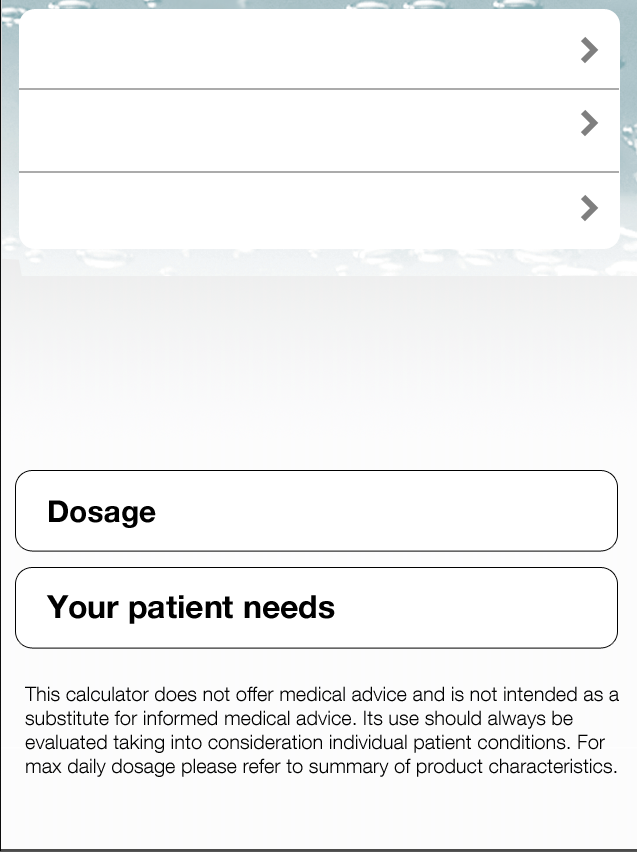 Dosage
Your patient needs
This calculator does not offer medical advice and is not intended as a
substitute for informed medical advice. Its use should always be
evaluated taking into consideration individual patient conditions. For
max daily dosage please refer to summary of product characteristics.